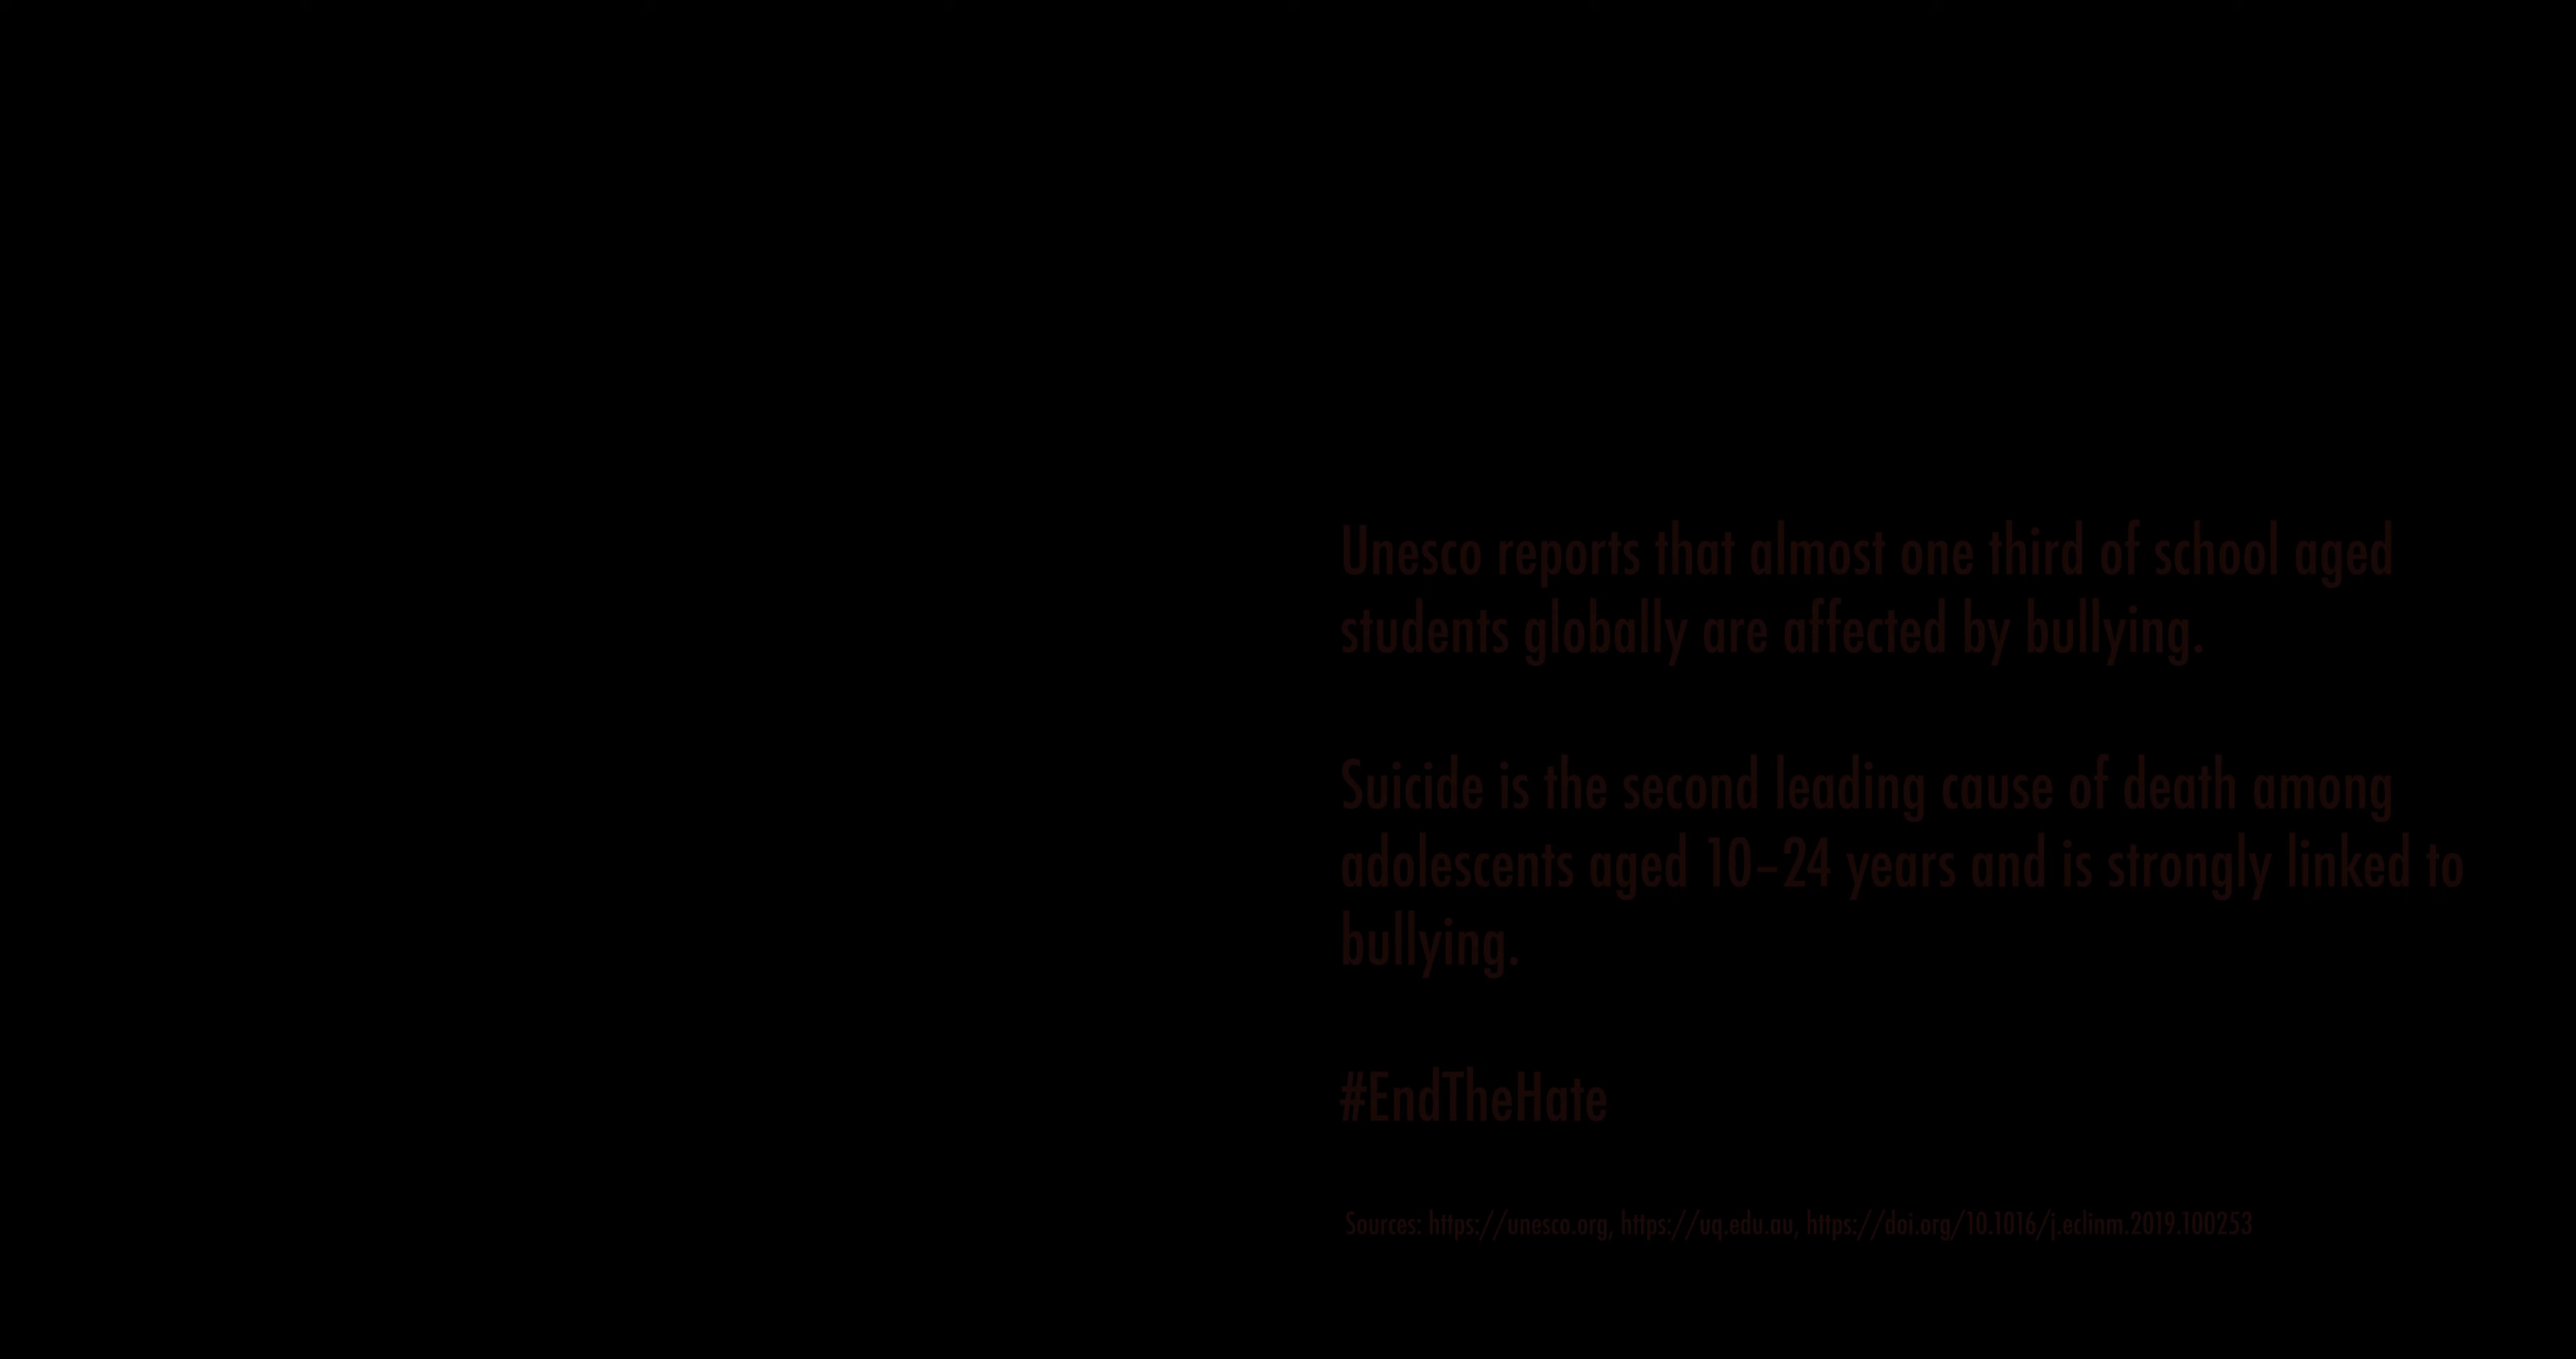 Unesco reports that almost one third of school aged
students globally are affected by bullying.
Suicide is the second leading cause of death among
adolescents aged 10–24 years and is strongly linked to
bullying.
#EndTheHate
Sources: https://unesco.org, https://uq.edu.au, https://doi.org/10.1016/j.eclinm.2019.100253